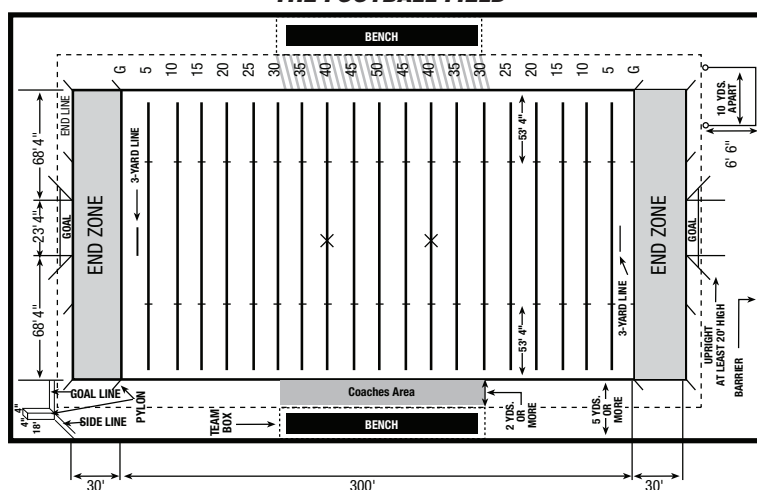 THE FOOTBALL FIELD
BENCH
G 5 10 15 20 25 30 35 40 45 50 45 40 35 30 25 20 15 10 5 G
END LINE
68' 4"
23' 4"
68' 4"
GOAL
END ZONE
3-YARD LINE
53' 4"
53' 4"
3-YARD LINE
END ZONE
GOAL
10 YDS.
APART
6' 6"
UPRIGHT
AT LEAST 20' HIGH
BARRIER
Coaches Area
GOAL LINE
PYLON
SIDE LINE
4"
4"
18'
TEAM
BOX
BENCH
2 YDS.
OR
MORE
5 YDS.
OR
MORE
30'
300'
30'